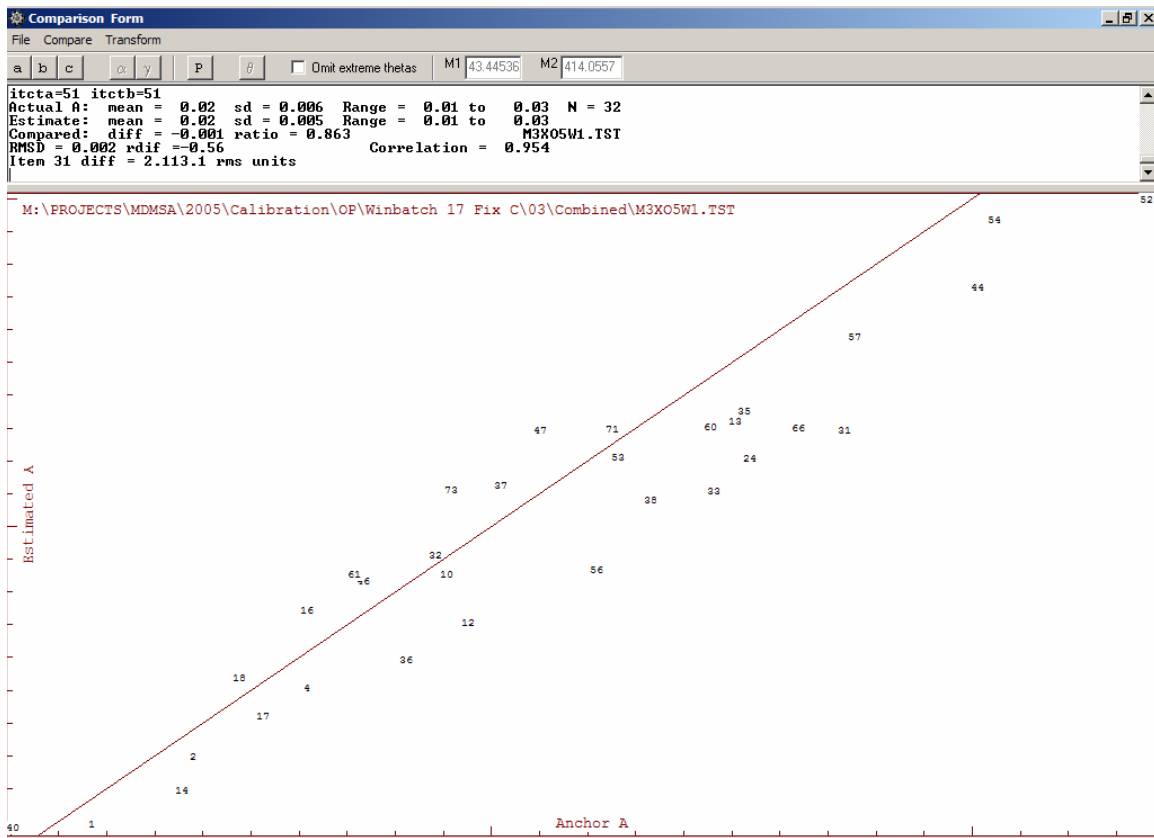 Comparison Form
File Compare Transform
a b c α γ P θ Omit extreme thetas M1 43.44536 M2 414.0557
itcta=51 itctb=51
Actual A: mean = 0.02 sd = 0.006 Range = 0.01 to 0.03 N = 32
Estimate: mean = 0.02 sd = 0.005 Range = 0.01 to 0.03
Compared: diff = -0.001 ratio = 0.863 M3XO5W1.TST
RMSD = 0.002 rdif =-0.56 Correlation = 0.954
Item 31 diff = 2.113.1 rms units
M:\PROJECTS\MDMSA\2005\Calibration\OP\Winbatch 17 Fix C\03\Combined\M3XO5W1.TST
52
54
44
57
35
13
47 71 60 66 31
53 24
37
73 33
38
32
56
61 10
6
16
12
36
18
4
17
2
14
1
40
Estimated A
Anchor A